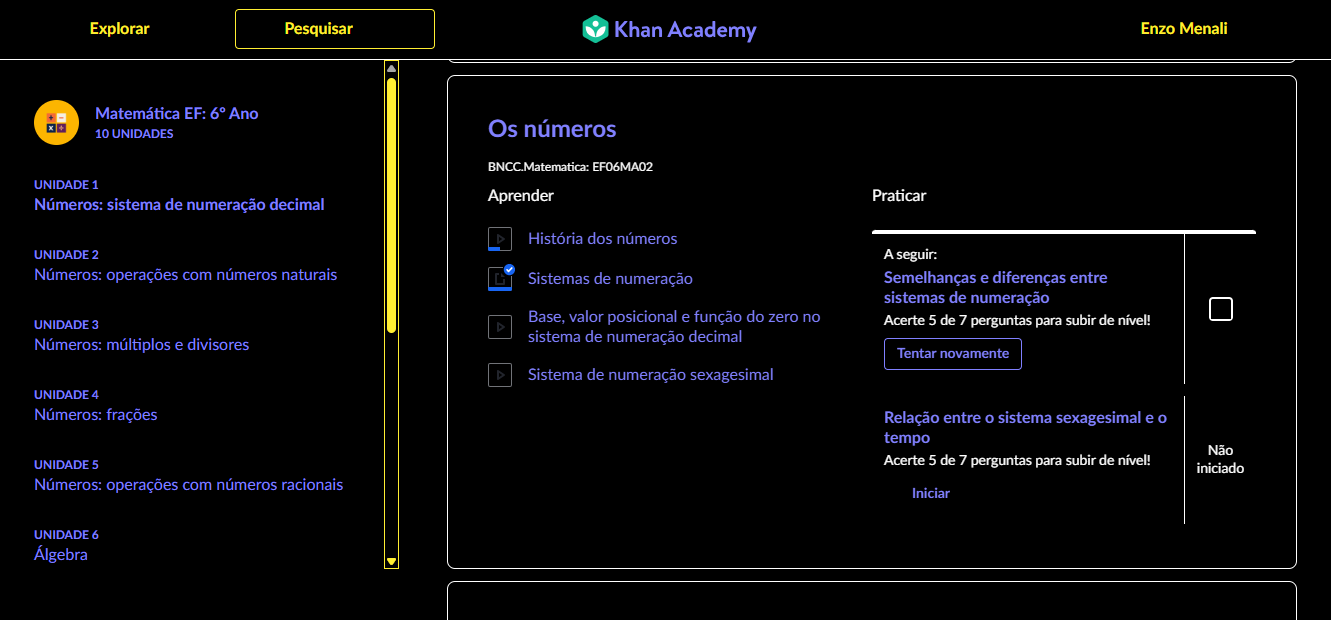 Explorar
Pesquisar
Khan Academy
Enzo Menali
Matemática EF: 6º Ano
10 UNIDADES
UNIDADE 1
Números: sistema de numeração decimal
UNIDADE 2
Números: operações com números naturais
UNIDADE 3
Números: múltiplos e divisores
UNIDADE 4
Números: frações
UNIDADE 5
Números: operações com números racionais
UNIDADE 6
Álgebra
Os números
BNCC.Matematica: EF06MA02
Aprender
História dos números
Sistemas de numeração
Base, valor posicional e função do zero no
sistema de numeração decimal
Sistema de numeração sexagesimal
Praticar
A seguir:
Semelhanças e diferenças entre
sistemas de numeração
Acerte 5 de 7 perguntas para subir de nível!
Tentar novamente
Relação entre o sistema sexagesimal e o
tempo
Acerte 5 de 7 perguntas para subir de nível!
Iniciar
Não
iniciado